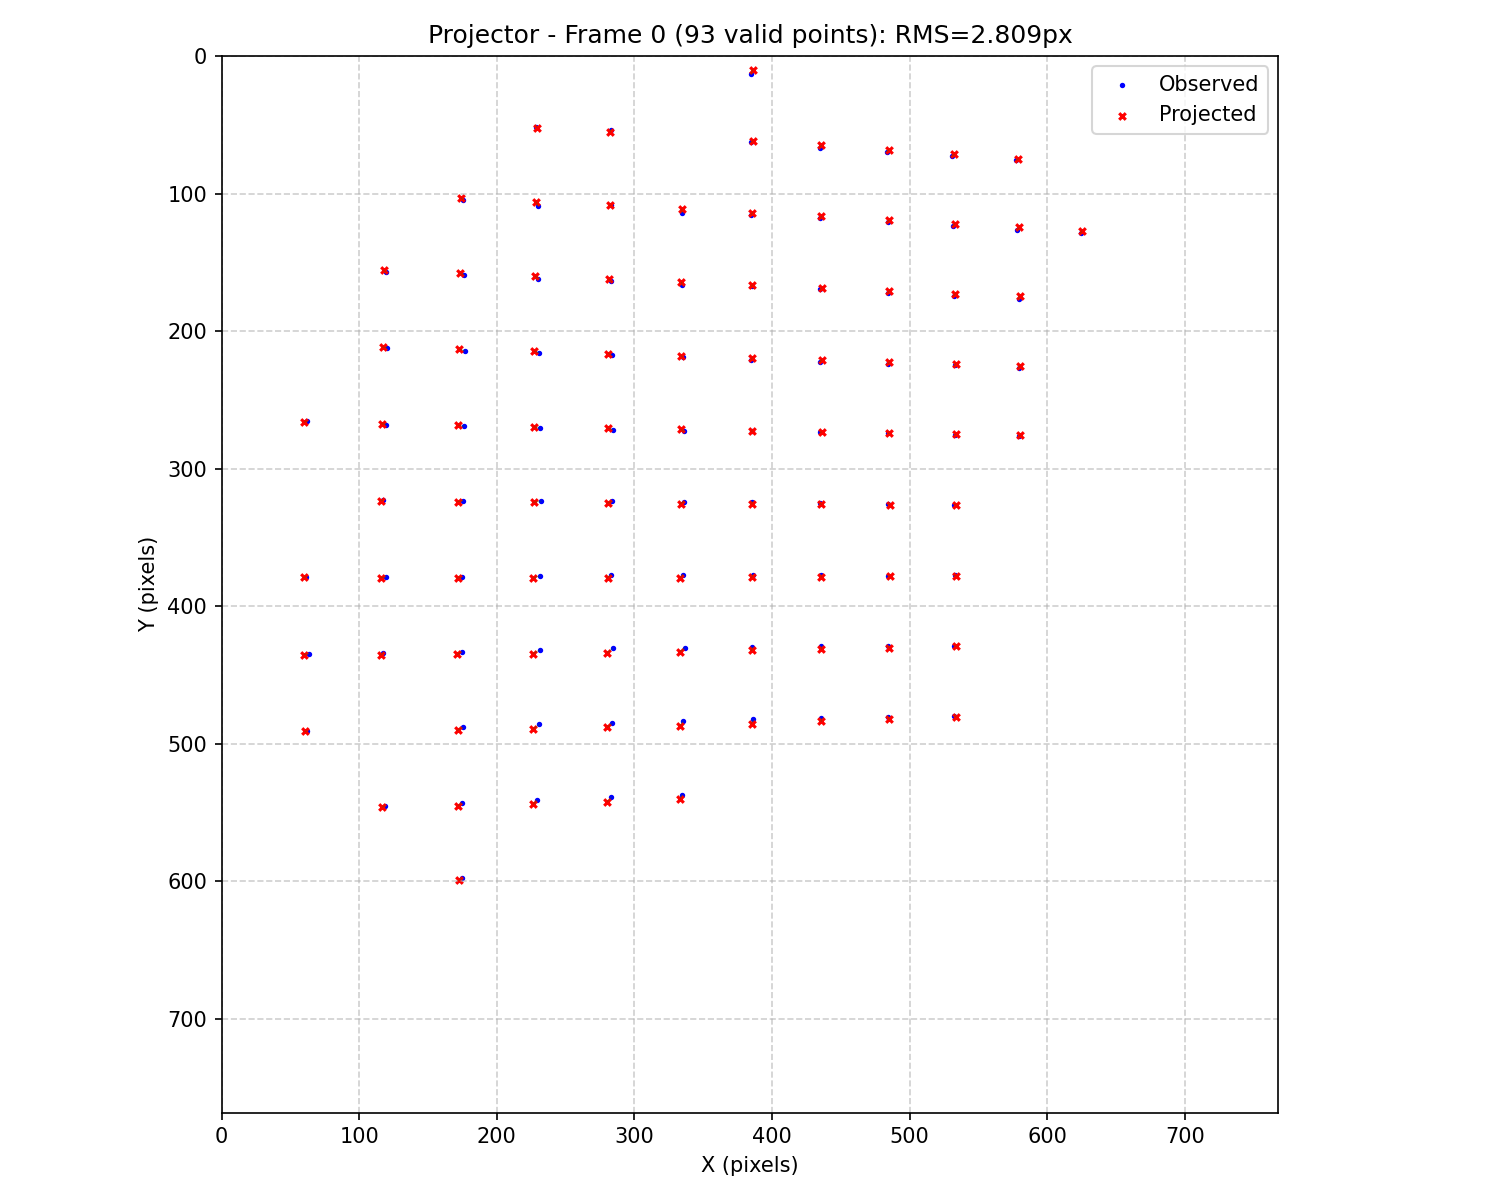 Projector - Frame 0 (93 valid points): RMS=2.809px
Observed
Projected
0
100
200
300
400
500
600
700
Y (pixels)
0 100 200 300 400 500 600 700
X (pixels)